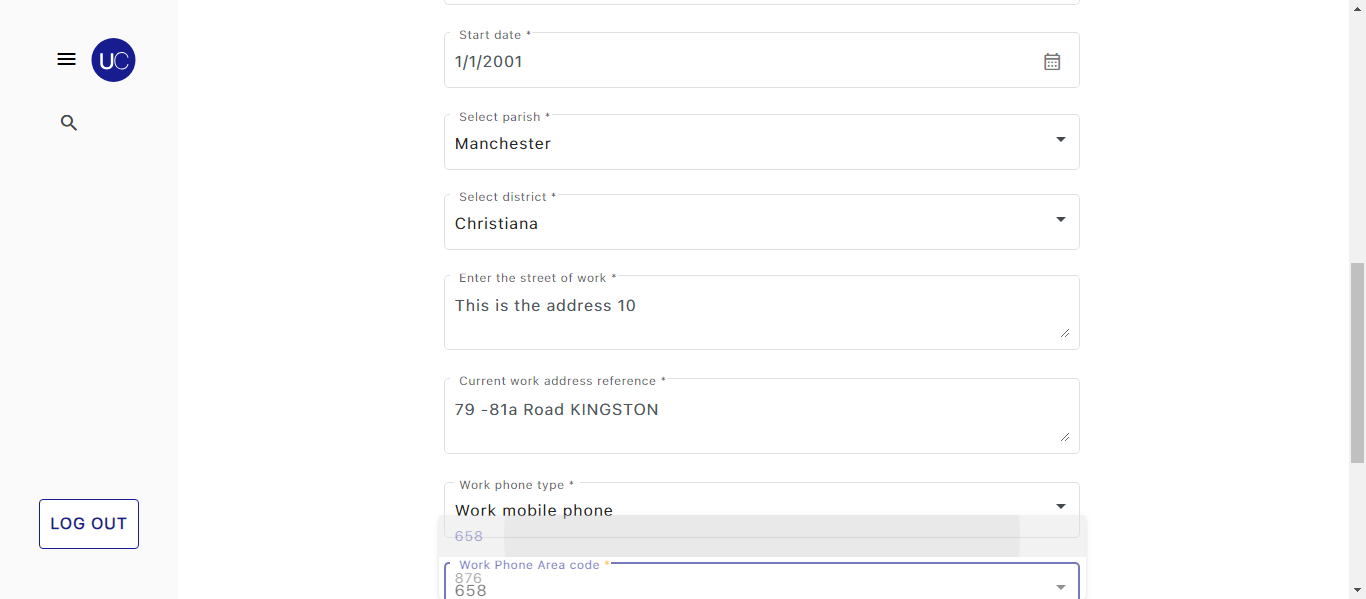 UC
LOG OUT
Start date *
1/1/2001
Select parish *
Manchester
Select district *
Christiana
Enter the street of work *
This is the address 10
Current work address reference *
79 -81a Road KINGSTON
Work phone type *
Work mobile phone
658
Work Phone Area code *
876
658